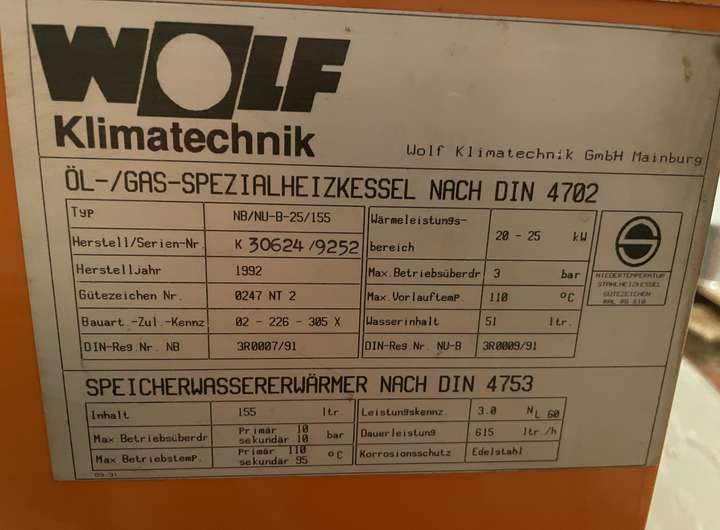 WOLF
Klimatechnik
Wolf Klimatechnik GmbH Mainburg
ÖL-/GAS-SPEZIALHEIZKESSEL NACH DIN 4702
Typ NB/NU-B-25/155
Herstell/Serien-Nr. K 30624/9252
Herstelljahr 1992
Gütezeichen Nr. 0247 NT 2
Bauart.-Zul.-Kennz 02 - 226 - 305 X
DIN-Reg.Nr. NB 3R0007/91
Wärmeleistungs-
bereich 20 - 25 kW
Max.Betriebsüberdr 3 bar
Max.Vorlauftemp. 110 °C
Wasserinhalt 51 ltr.
DIN-Reg.Nr. NU-B 3R0009/91
NIEDERTEMPERATUR
STAHLHEIZKESSEL
GÜTEZEICHEN
RAL RG 610
SPEICHERWASSERERWÄRMER NACH DIN 4753
Inhalt 155 ltr.
Max Betriebsüberdr Primär 10 bar
sekundär 10
Max Betriebstemp. Primär 110 °C
sekundär 95
Leistungskennz 3.0 NL 60
Dauerleistung 615 ltr./h
Korrosionsschutz Edelstahl